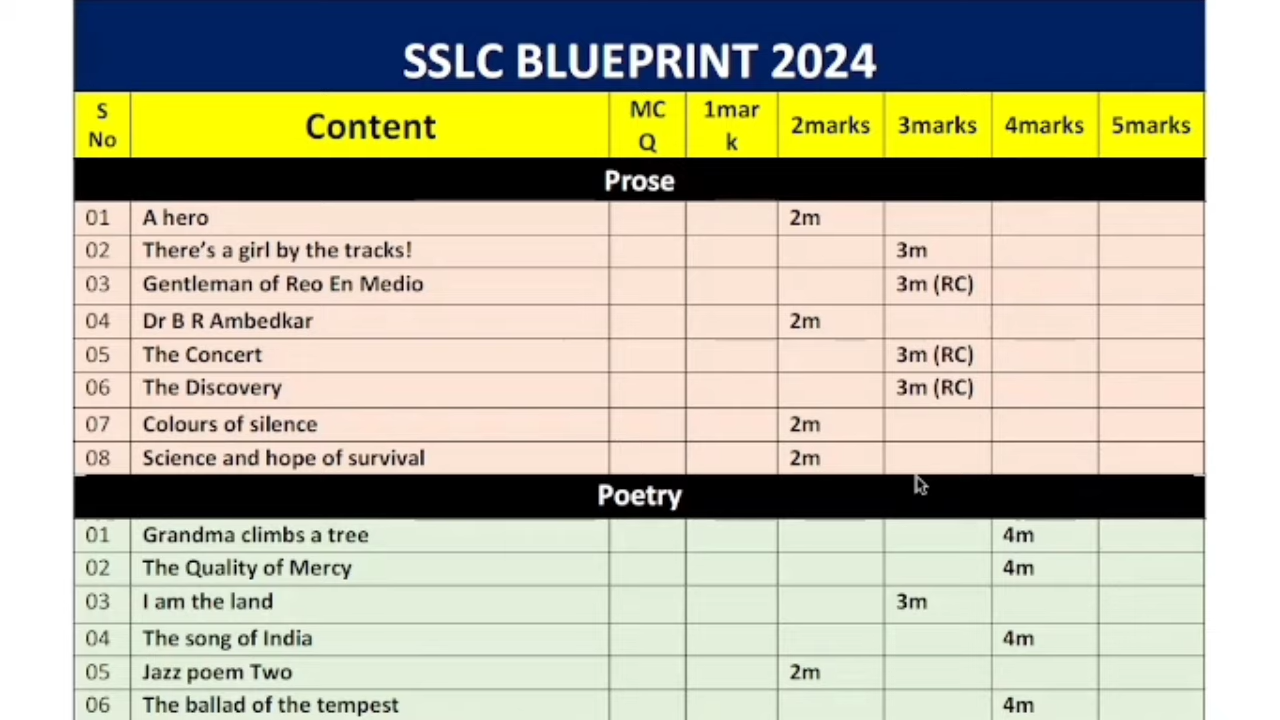 SSLC BLUEPRINT 2024
S No Content MC Q 1mar k 2marks 3marks 4marks 5marks
Prose
01 A hero 2m
02 There's a girl by the tracks! 3m
03 Gentleman of Reo En Medio 3m (RC)
04 Dr B R Ambedkar 2m
05 The Concert 3m (RC)
06 The Discovery 3m (RC)
07 Colours of silence 2m
08 Science and hope of survival 2m
Poetry
01 Grandma climbs a tree 4m
02 The Quality of Mercy 4m
03 I am the land 3m
04 The song of India 4m
05 Jazz poem Two 2m
06 The ballad of the tempest 4m